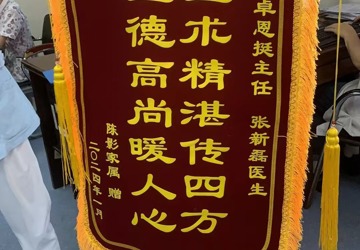 卓恩挺主任 张新磊医生
术精湛传四方
德高尚暖人心
陈影家属 赠
二〇二四年一月